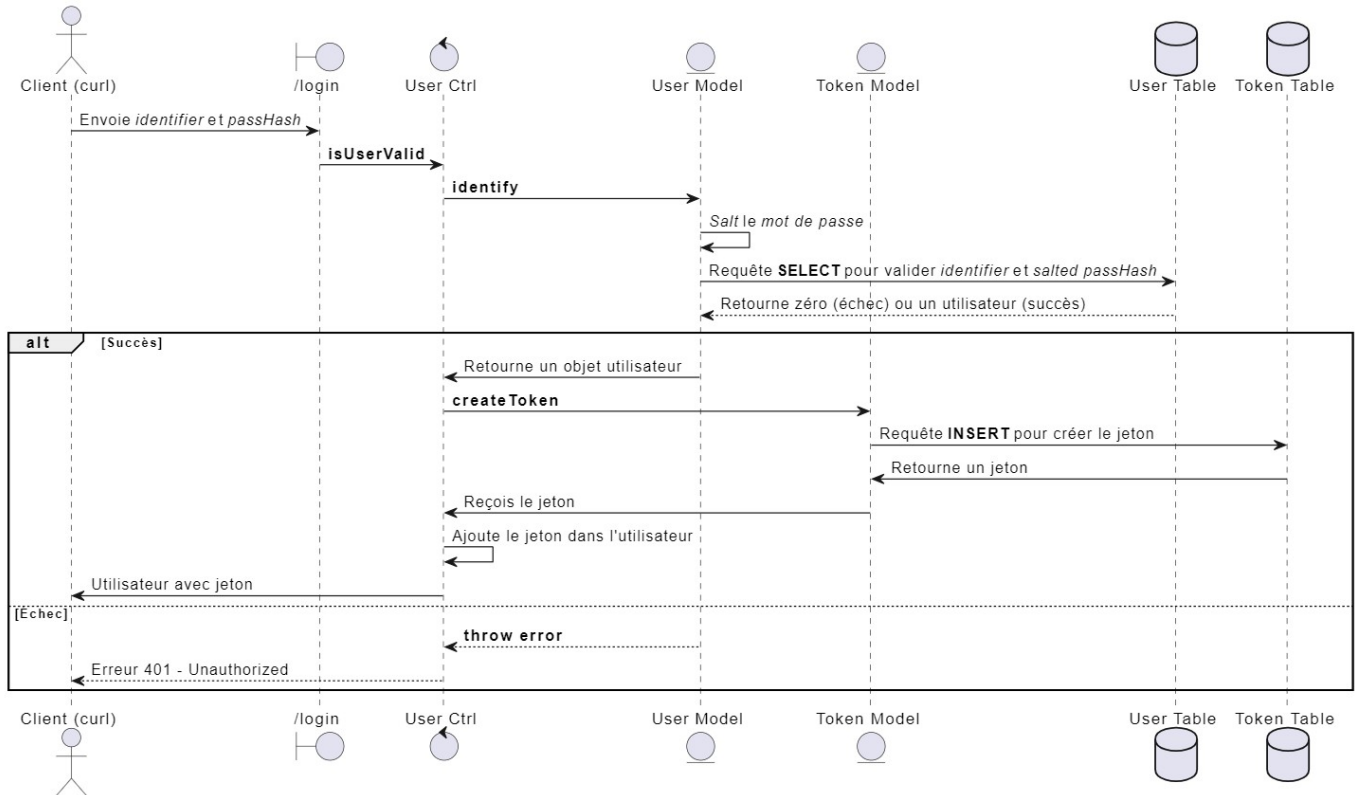 Client (curl) /login User Ctrl User Model Token Model User Table Token Table
Envoie identifier et passHash
isUserValid
identify
Salt le mot de passe
Requête SELECT pour valider identifier et salted passHash
Retourne zéro (échec) ou un utilisateur (succès)
alt [Succès]
Retourne un objet utilisateur
createToken
Requête INSERT pour créer le jeton
Retourne un jeton
Reçois le jeton
Ajoute le jeton dans l'utilisateur
Utilisateur avec jeton
[Échec]
throw error
Erreur 401 - Unauthorized
Client (curl) /login User Ctrl User Model Token Model User Table Token Table